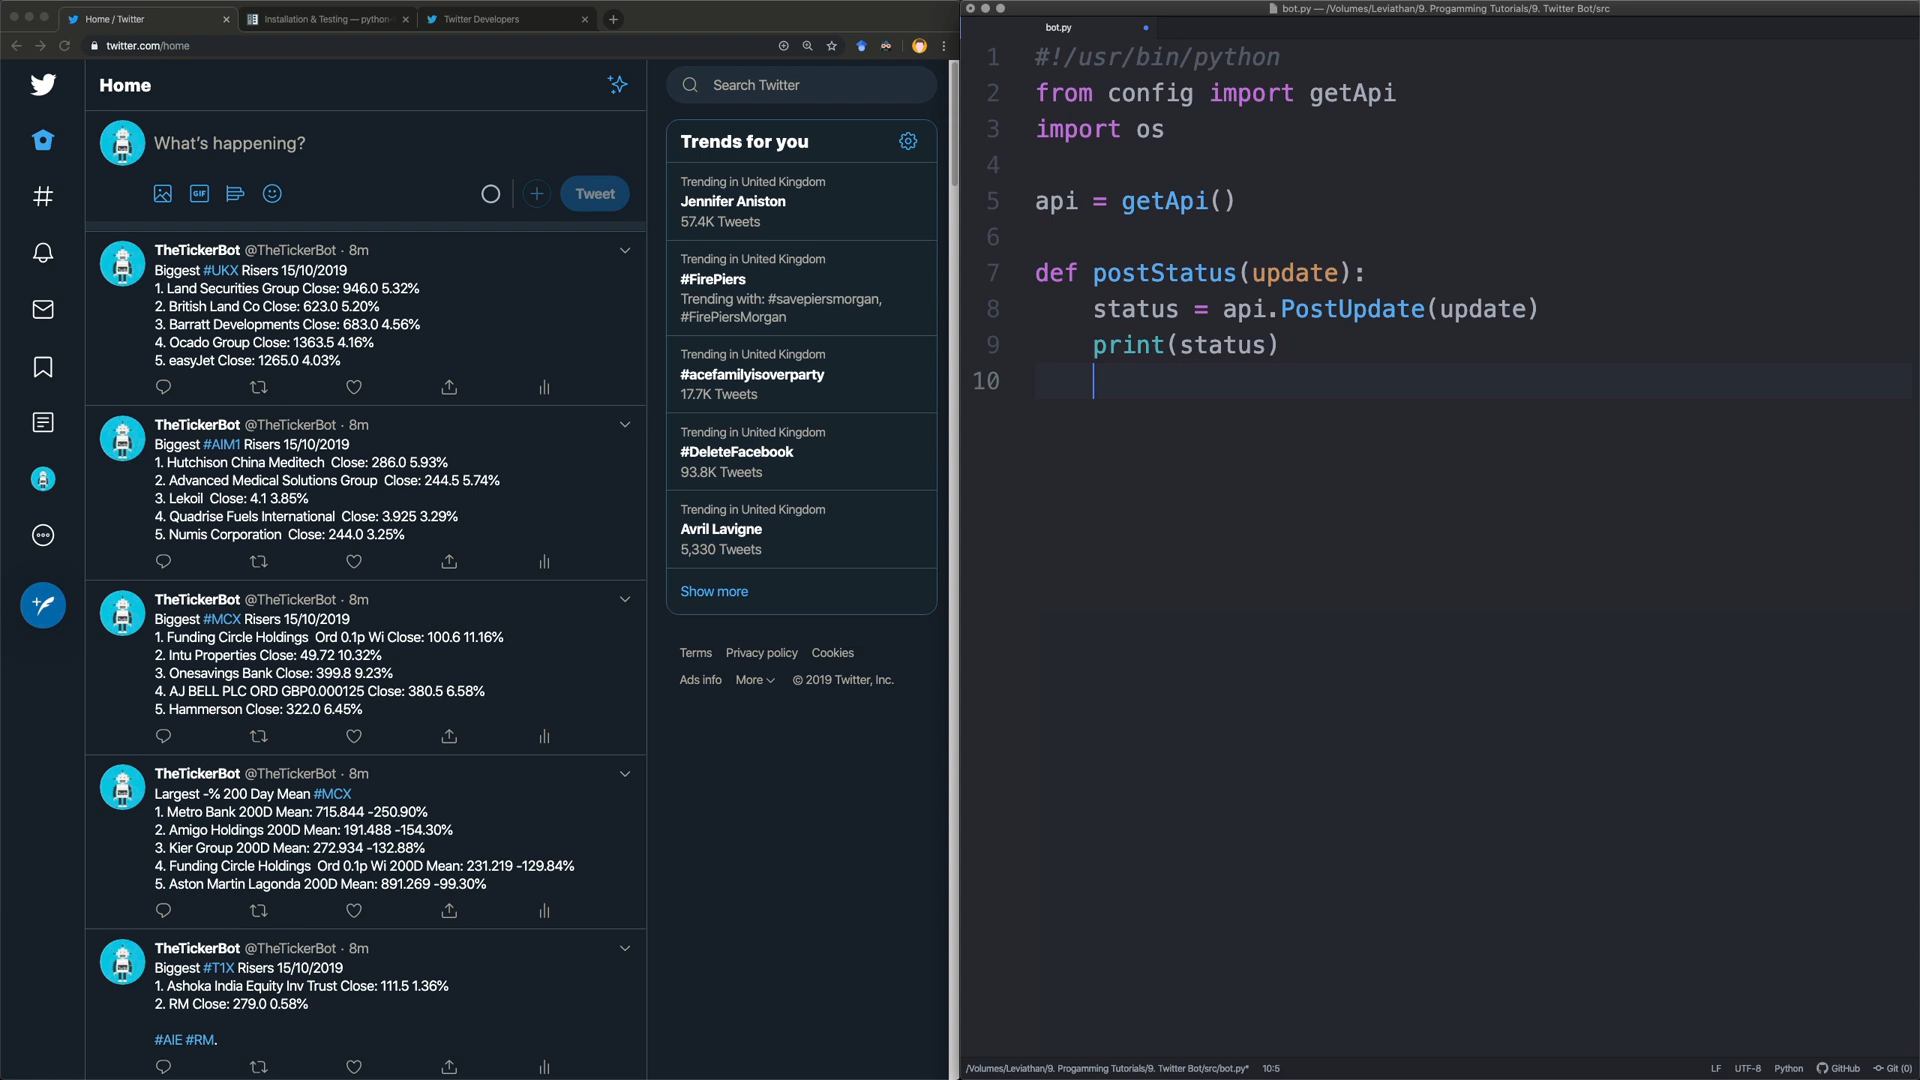 Home / Twitter
Installation & Testing — python-
Twitter Developers
twitter.com/home
Home
What's happening?
GIF
Tweet
TheTickerBot @TheTickerBot · 8m
Biggest #UKX Risers 15/10/2019
1. Land Securities Group Close: 946.0 5.32%
2. British Land Co Close: 623.0 5.20%
3. Barratt Developments Close: 683.0 4.56%
4. Ocado Group Close: 1363.5 4.16%
5. easyJet Close: 1265.0 4.03%
TheTickerBot @TheTickerBot · 8m
Biggest #AIM1 Risers 15/10/2019
1. Hutchison China Meditech Close: 286.0 5.93%
2. Advanced Medical Solutions Group Close: 244.5 5.74%
3. Lekoil Close: 4.1 3.85%
4. Quadrise Fuels International Close: 3.925 3.29%
5. Numis Corporation Close: 244.0 3.25%
TheTickerBot @TheTickerBot · 8m
Biggest #MCX Risers 15/10/2019
1. Funding Circle Holdings Ord 0.1p Wi Close: 100.6 11.16%
2. Intu Properties Close: 49.72 10.32%
3. Onesavings Bank Close: 399.8 9.23%
4. AJ BELL PLC ORD GBP0.000125 Close: 380.5 6.58%
5. Hammerson Close: 322.0 6.45%
TheTickerBot @TheTickerBot · 8m
Largest -% 200 Day Mean #MCX
1. Metro Bank 200D Mean: 715.844 -250.90%
2. Amigo Holdings 200D Mean: 191.488 -154.30%
3. Kier Group 200D Mean: 272.934 -132.88%
4. Funding Circle Holdings Ord 0.1p Wi 200D Mean: 231.219 -129.84%
5. Aston Martin Lagonda 200D Mean: 891.269 -99.30%
TheTickerBot @TheTickerBot · 8m
Biggest #T1X Risers 15/10/2019
1. Ashoka India Equity Inv Trust Close: 111.5 1.36%
2. RM Close: 279.0 0.58%
#AIE #RM.
Search Twitter
Trends for you
Trending in United Kingdom
Jennifer Aniston
57.4K Tweets
Trending in United Kingdom
#FirePiers
Trending with: #savepiersmorgan,
#FirePiersMorgan
Trending in United Kingdom
#acefamilyisoverparty
17.7K Tweets
Trending in United Kingdom
#DeleteFacebook
93.8K Tweets
Trending in United Kingdom
Avril Lavigne
5,330 Tweets
Show more
Terms Privacy policy Cookies
Ads info More © 2019 Twitter, Inc.
bot.py — /Volumes/Leviathan/9. Progamming Tutorials/9. Twitter Bot/src
bot.py
1 #!/usr/bin/python
2 from config import getApi
3 import os
4
5 api = getApi()
6
7 def postStatus(update):
8 status = api.PostUpdate(update)
9 print(status)
10
/Volumes/Leviathan/9. Progamming Tutorials/9. Twitter Bot/src/bot.py* 10:5
LF UTF-8 Python GitHub Git (0)